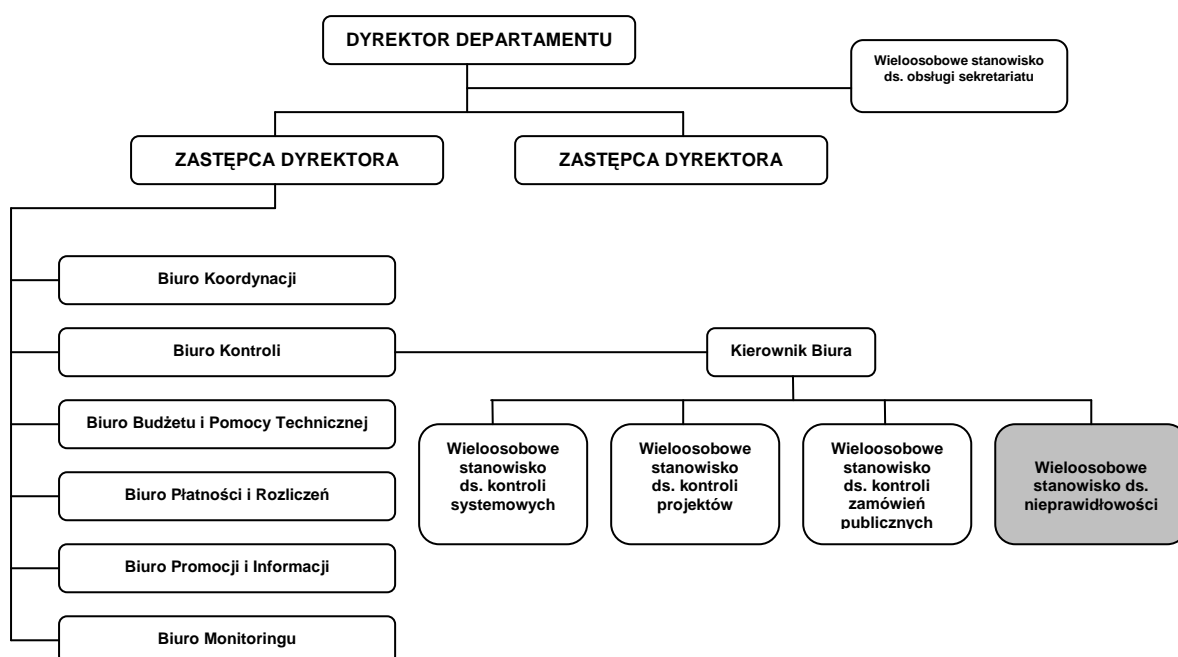 DYREKTOR DEPARTAMENTU
Wieloosobowe stanowisko
ds. obsługi sekretariatu
ZASTĘPCA DYREKTORA
ZASTĘPCA DYREKTORA
Biuro Koordynacji
Biuro Kontroli
Kierownik Biura
Biuro Budżetu i Pomocy Technicznej
Wieloosobowe
stanowisko
ds. kontroli
systemowych
Wieloosobowe
stanowisko
ds. kontroli
projektów
Wieloosobowe
stanowisko
ds. kontroli
zamówień
publicznych
Wieloosobowe
stanowisko ds.
nieprawidłowości
Biuro Płatności i Rozliczeń
Biuro Promocji i Informacji
Biuro Monitoringu